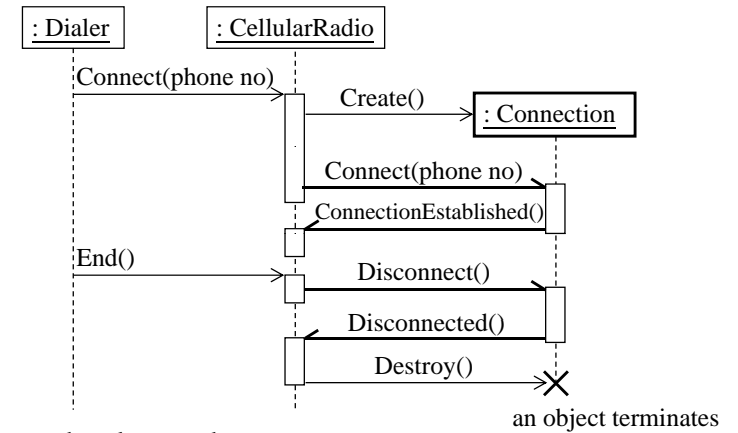 : Dialer
: CellularRadio
Connect(phone no)
Create()
: Connection
Connect(phone no)
ConnectionEstablished()
End()
Disconnect()
Disconnected()
Destroy()
an object terminates